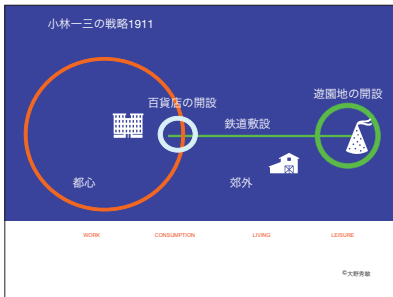 小林一三の戦略1911
遊園地の開設
百貨店の開設
鉄道敷設
都心
郊外
WORK
CONSUMPTION
LIVING
LEISURE
©大野秀敏